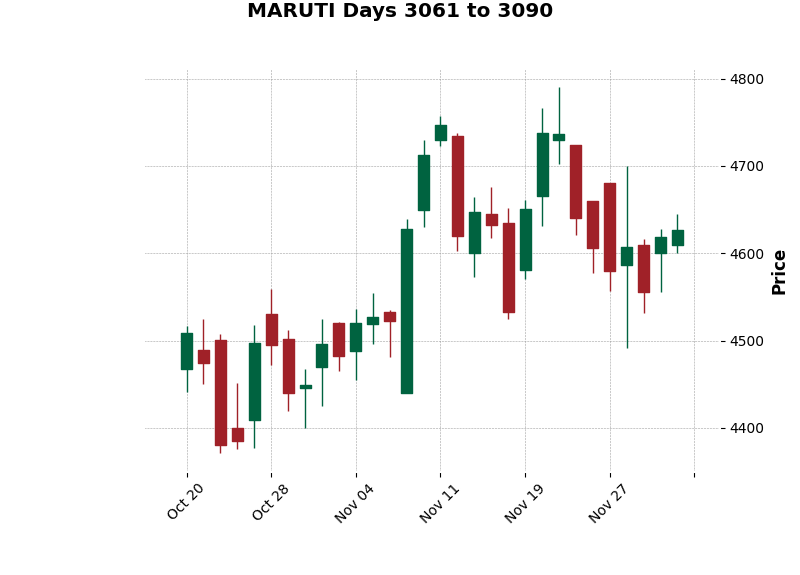 MARUTI Days 3061 to 3090
4800
4700
4600
4500
4400
Price
Oct 20
Oct 28
Nov 04
Nov 11
Nov 19
Nov 27